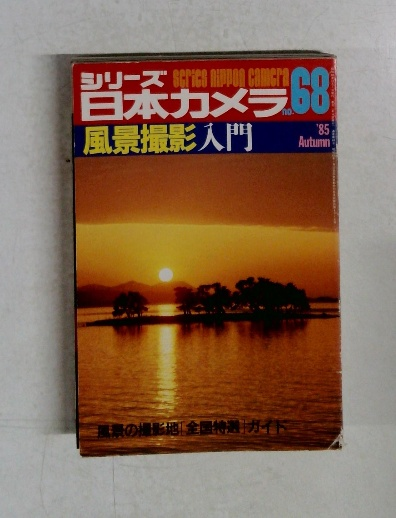 シリーズ series nippon camera
日本カメラ no.68
風景撮影入門
'85
Autumn
風景の撮影地|全国特選|ガイド